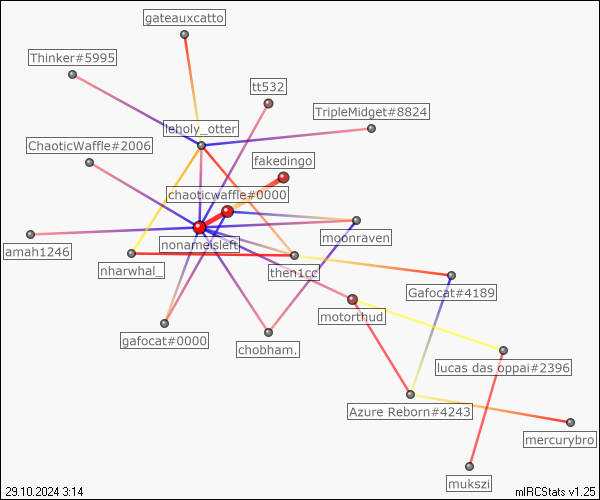 gateauxcatto
Thinker#5995
tt532
TripleMidget#8824
leholy_otter
ChaoticWaffle#2006
fakedingo
chaoticwaffle#0000
moonraven
nonameisleft
amah1246
nharwhal_
then1cc
Gafocat#4189
motorthud
gafocat#0000
chobham.
lucas das oppai#2396
Azure Reborn#4243
mercurybro
mukszi
29.10.2024 3:14
mIRCStats v1.25